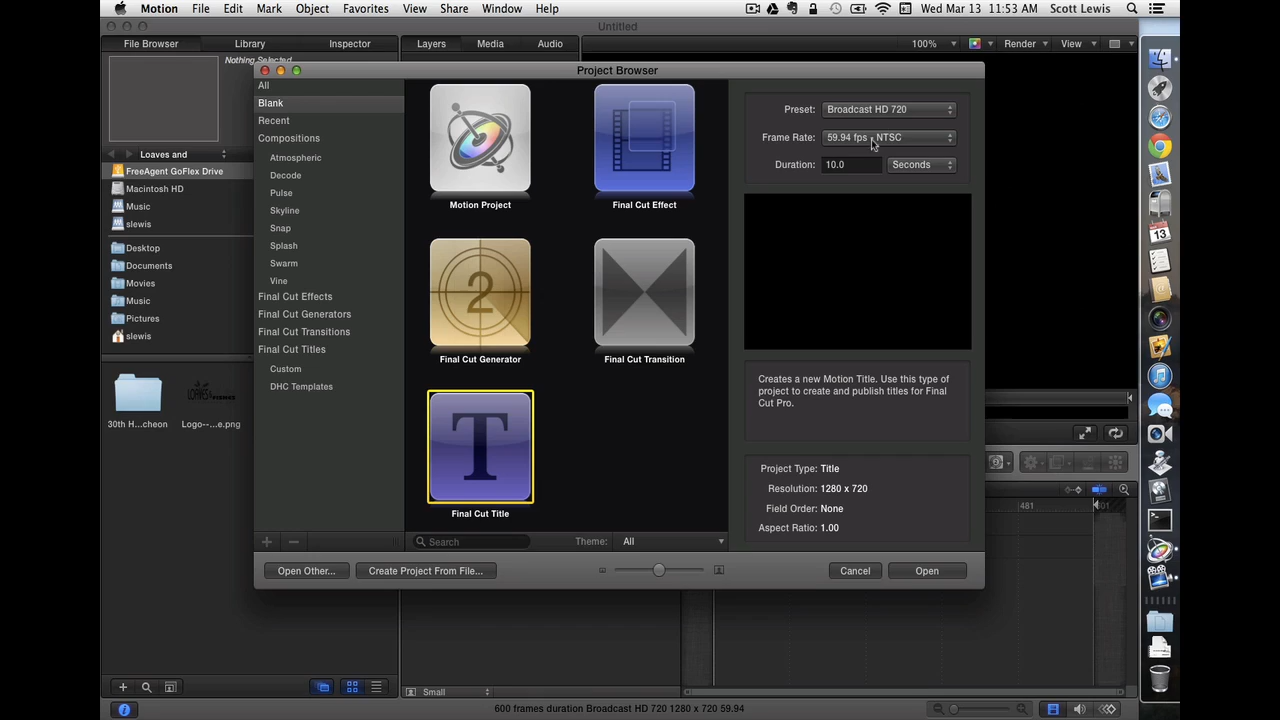 Motion File Edit Mark Object Favorites View Share Window Help
Wed Mar 13 11:53 AM Scott Lewis
Untitled
File Browser Library Inspector
Layers Media Audio
100% Render View
Nothing Selected
Loaves and
FreeAgent GoFlex Drive
Macintosh HD
Music
slewis
Desktop
Documents
Movies
Music
Pictures
slewis
30th H...cheon
Logo--...e.png
Project Browser
All
Blank
Recent
Compositions
Atmospheric
Decode
Pulse
Skyline
Snap
Splash
Swarm
Vine
Final Cut Effects
Final Cut Generators
Final Cut Transitions
Final Cut Titles
Custom
DHC Templates
Motion Project
Final Cut Effect
2
Final Cut Generator
Final Cut Transition
T
Final Cut Title
Search
Theme: All
Preset: Broadcast HD 720
Frame Rate: 59.94 fps - NTSC
Duration: 10.0 Seconds
Creates a new Motion Title. Use this type of
project to create and publish titles for Final
Cut Pro.
Project Type: Title
Resolution: 1280 x 720
Field Order: None
Aspect Ratio: 1.00
Open Other...
Create Project From File...
Cancel
Open
481
Small
600 frames duration Broadcast HD 720 1280 x 720 59.94
13